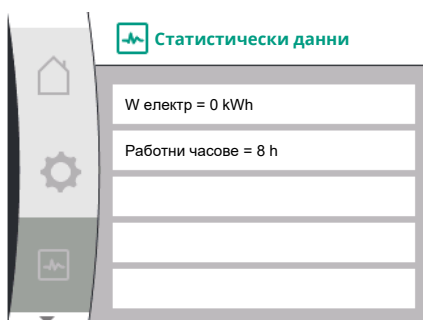 Статистически данни
W електр = 0 kWh
Работни часове = 8 h